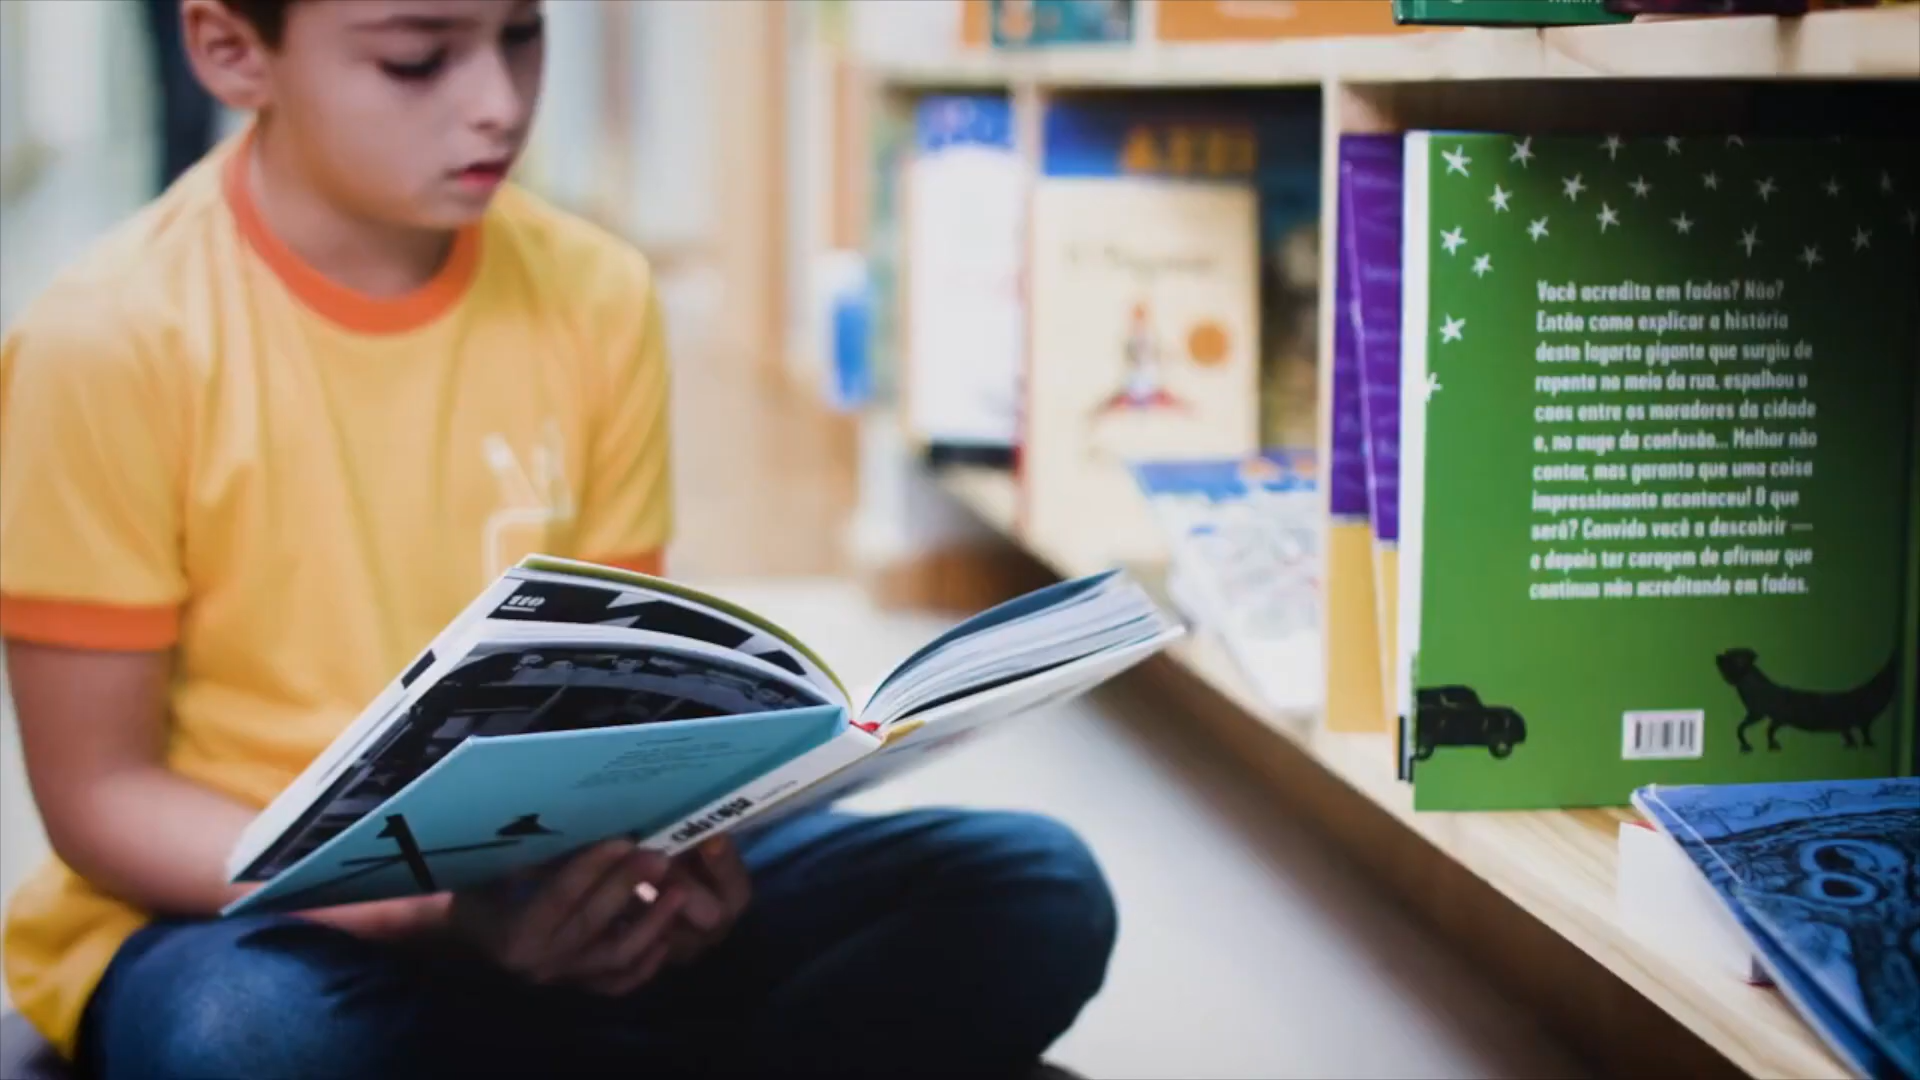 Você acredita em fadas? Não?
Então como explicar a história
deste lagarto gigante que surgiu de
repente no meio da rua, espalhou o
caos entre os moradores da cidade
e, no auge da confusão... Melhor não
contar, mas garanto que uma coisa
impressionante aconteceu! O que
será? Convido você a descobrir —
e depois ter coragem de afirmar que
continua não acreditando em fadas.
110